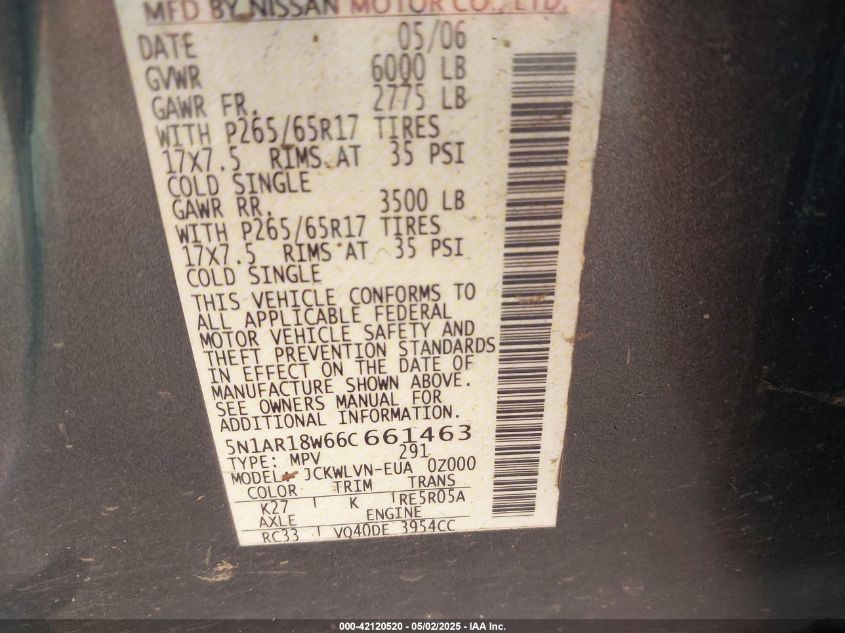 MFD BY NISSAN MOTOR CO., LTD.
DATE 05/06
GVWR 6000 LB
GAWR FR. 2775 LB
WITH P265/65R17 TIRES
17X7.5 RIMS AT 35 PSI
COLD SINGLE
GAWR RR. 3500 LB
WITH P265/65R17 TIRES
17X7.5 RIMS AT 35 PSI
COLD SINGLE
THIS VEHICLE CONFORMS TO
ALL APPLICABLE FEDERAL
MOTOR VEHICLE SAFETY AND
THEFT PREVENTION STANDARDS
IN EFFECT ON THE DATE OF
MANUFACTURE SHOWN ABOVE.
SEE OWNERS MANUAL FOR
ADDITIONAL INFORMATION.
5N1AR18W66C 661463
TYPE: MPV 291
MODEL: JCKWLVN-EUA 0Z000
COLOR TRIM TRANS
K27 K RE5R05A
AXLE ENGINE
RC33 VQ40DE 3954CC
000-42120520 - 05/02/2025 - IAA Inc.